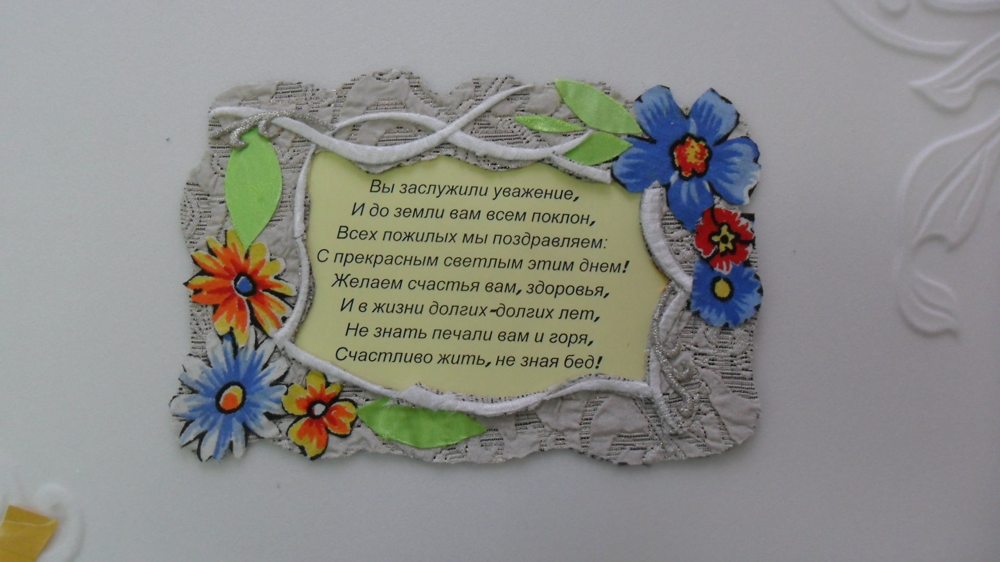 Вы заслужили уважение,
И до земли вам всем поклон,
Всех пожилых мы поздравляем:
С прекрасным светлым этим днем!
Желаем счастья вам, здоровья,
И в жизни долгих-долгих лет,
Не знать печали вам и горя,
Счастливо жить, не зная бед!